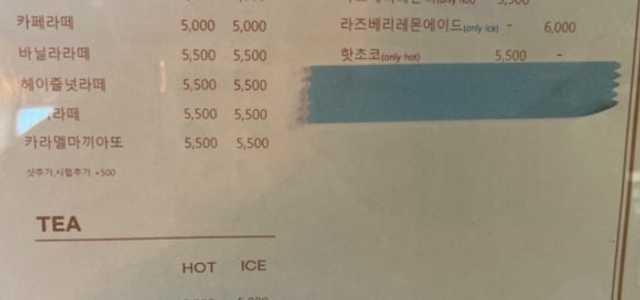 카페라떼 5,000 5,000
바닐라라떼 5,500 5,500
헤이즐넛라떼 5,500 5,500
라떼 5,500 5,500
카라멜마끼아또 5,500 5,500
샷추가,시럽추가 +500
TEA
HOT ICE
라즈베리레몬에이드(only ice) - 6,000
핫초코(only hot) 5,500 -